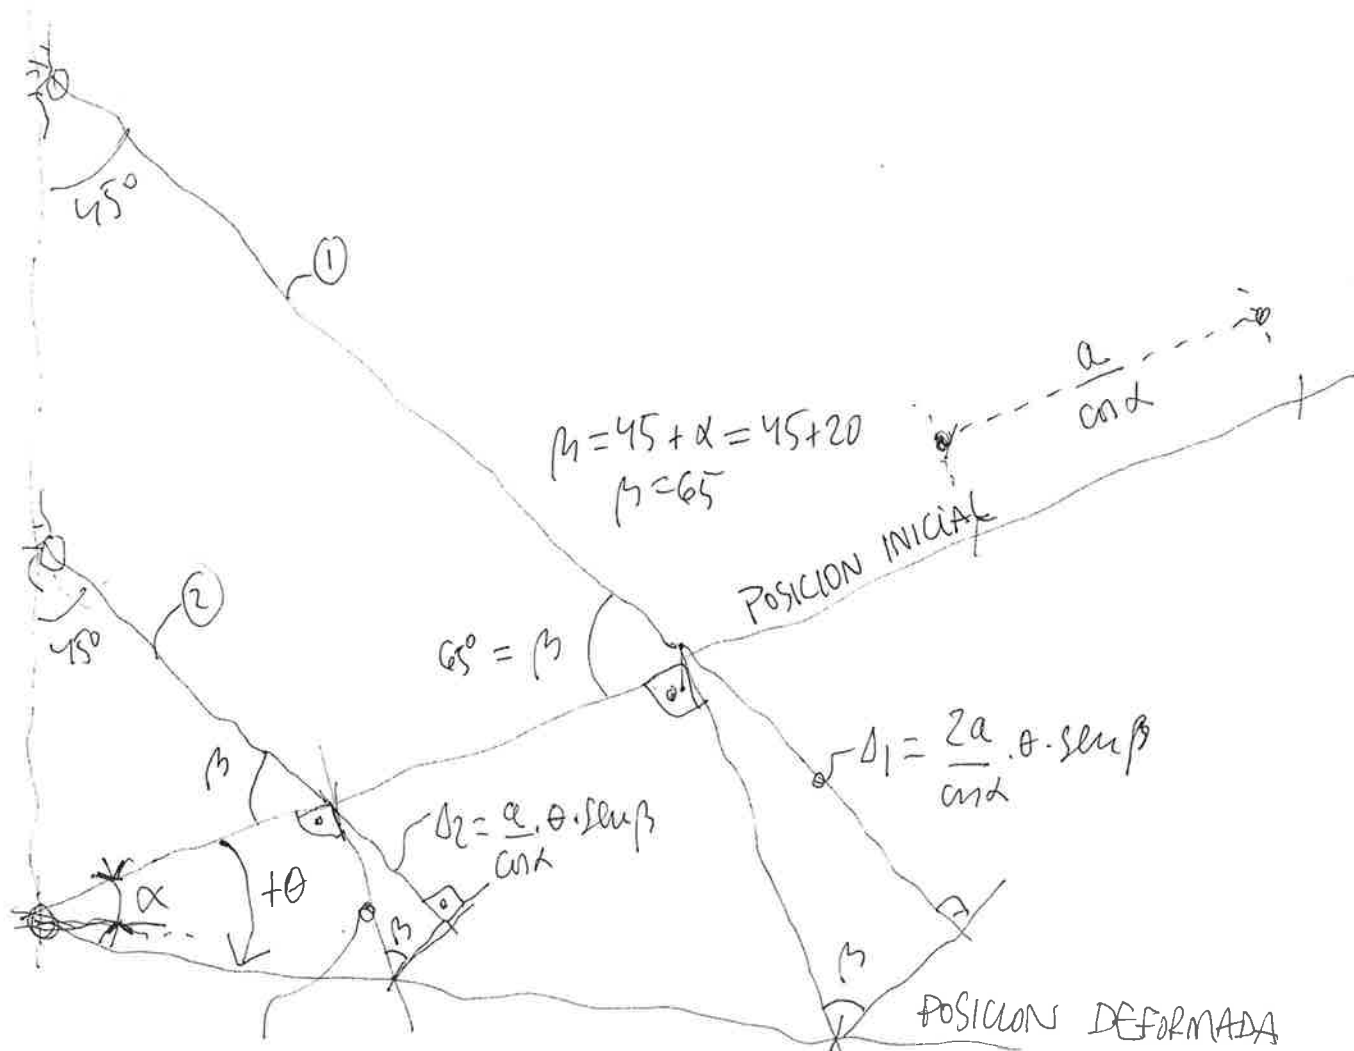 45°
①
a
cos α
β = 45 + α = 45 + 20
β = 65
POSICION INICIAL
②
45°
65° = β
β
Δ1 = 2a/cos α . θ . sen β
Δ2 = a/cos α . θ . sen β
α
+θ
β
β
POSICION DEFORMADA